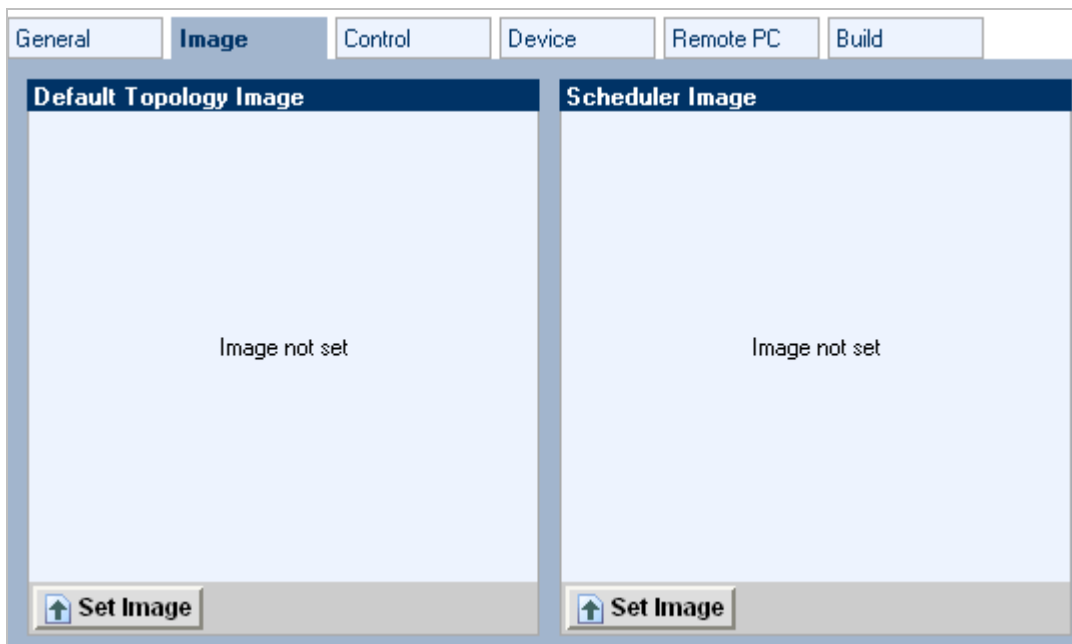 General Image Control Device Remote PC Build
Default Topology Image
Scheduler Image
Image not set
Image not set
Set Image
Set Image